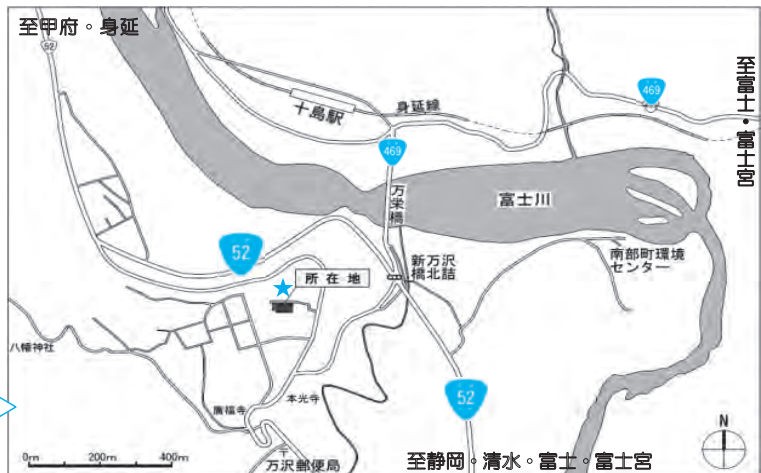 至甲府・身延
52
至富士・富士宮
469
身延線
十島駅
469
万栄橋
富士川
52
新万沢
橋北詰
南部町環境
センター
所在地
八幡神社
廣福寺
本光寺
52
N
0m 200m 400m
万沢郵便局
至静岡・清水・富士・富士宮